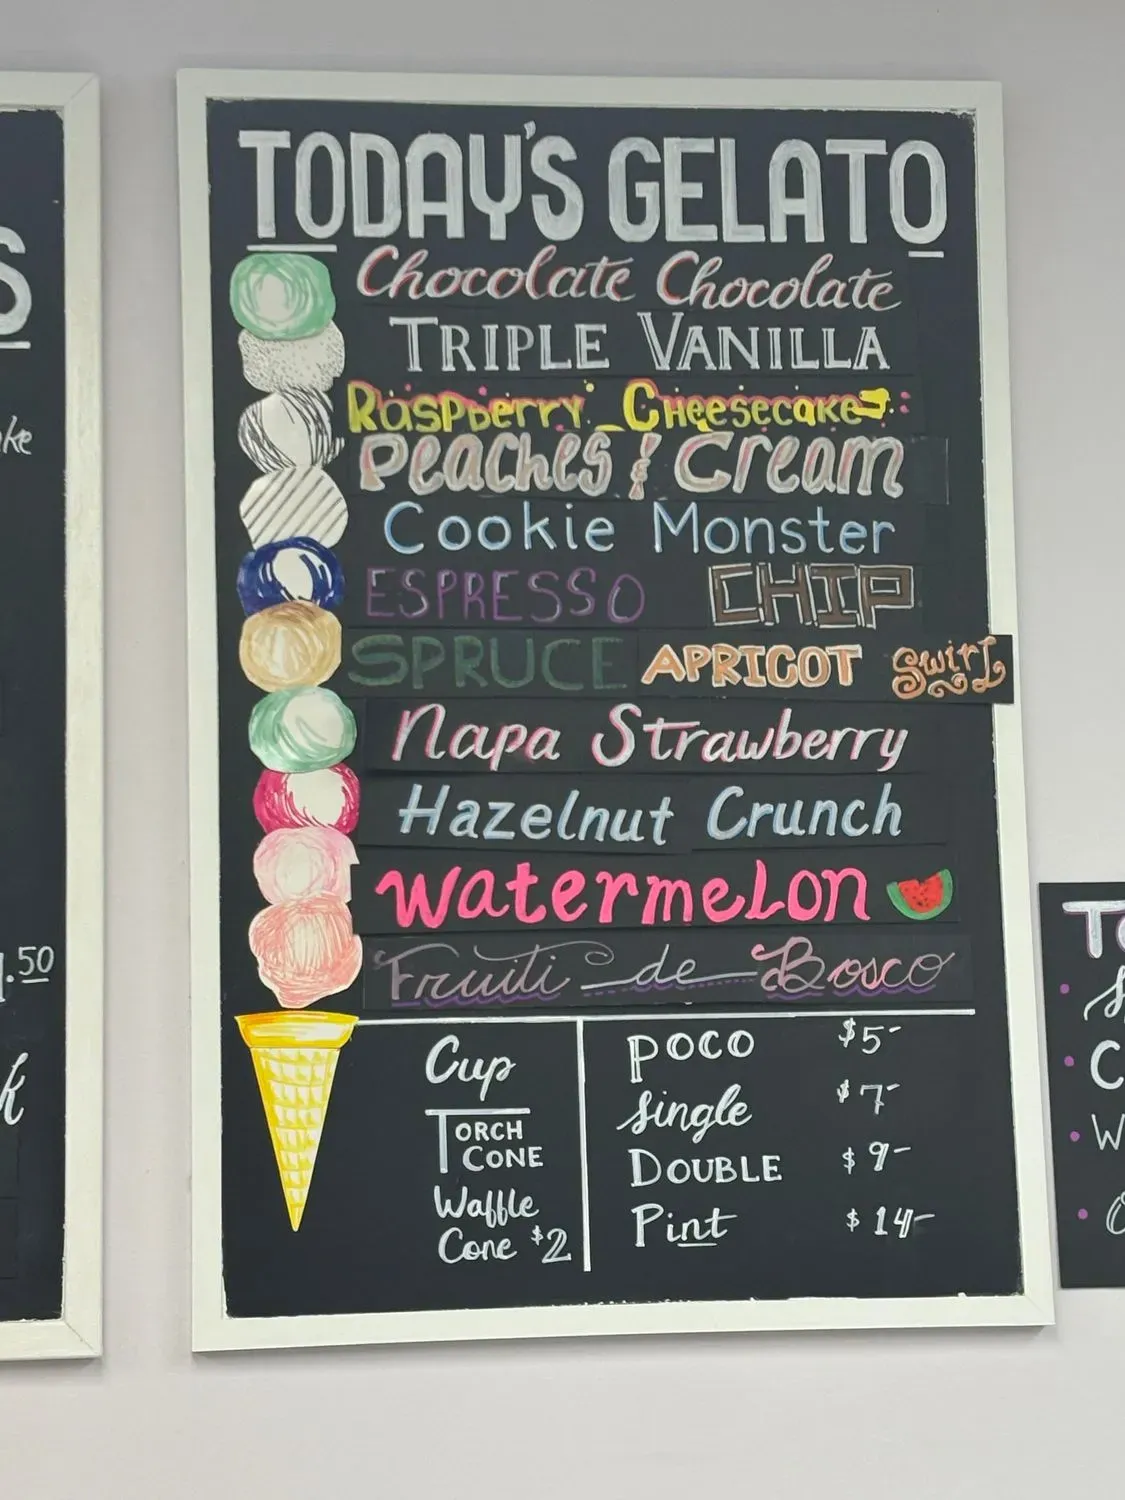 TODAY'S GELATO
Chocolate Chocolate
TRIPLE VANILLA
Raspberry Cheesecake
Peaches & Cream
Cookie Monster
ESPRESSO CHIP
SPRUCE APRICOT Swirl
Napa Strawberry
Hazelnut Crunch
Watermelon
Fruiti de Bosco
Cup
TORCH CONE
Waffle Cone $2
POCO $5-
Single $7-
DOUBLE $9-
Pint $14-
.50